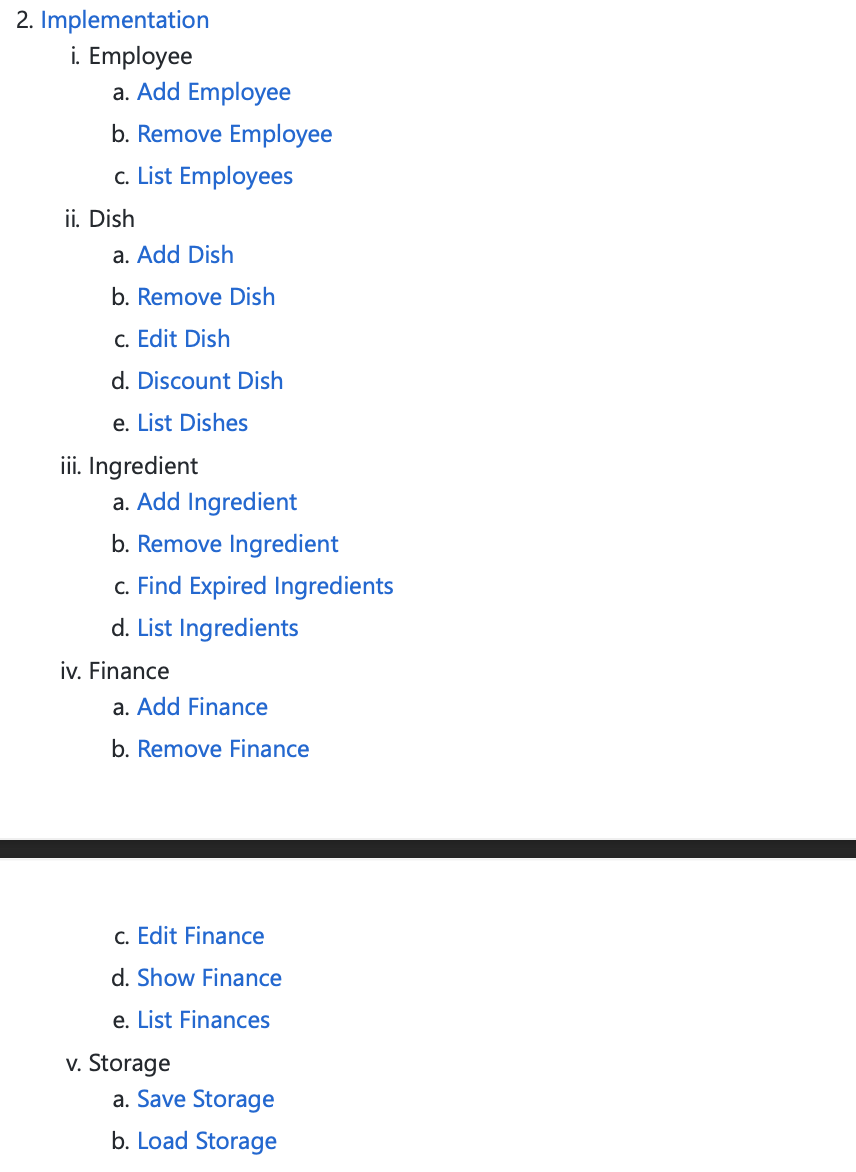 2. Implementation
i. Employee
a. Add Employee
b. Remove Employee
c. List Employees
ii. Dish
a. Add Dish
b. Remove Dish
c. Edit Dish
d. Discount Dish
e. List Dishes
iii. Ingredient
a. Add Ingredient
b. Remove Ingredient
c. Find Expired Ingredients
d. List Ingredients
iv. Finance
a. Add Finance
b. Remove Finance
c. Edit Finance
d. Show Finance
e. List Finances
v. Storage
a. Save Storage
b. Load Storage